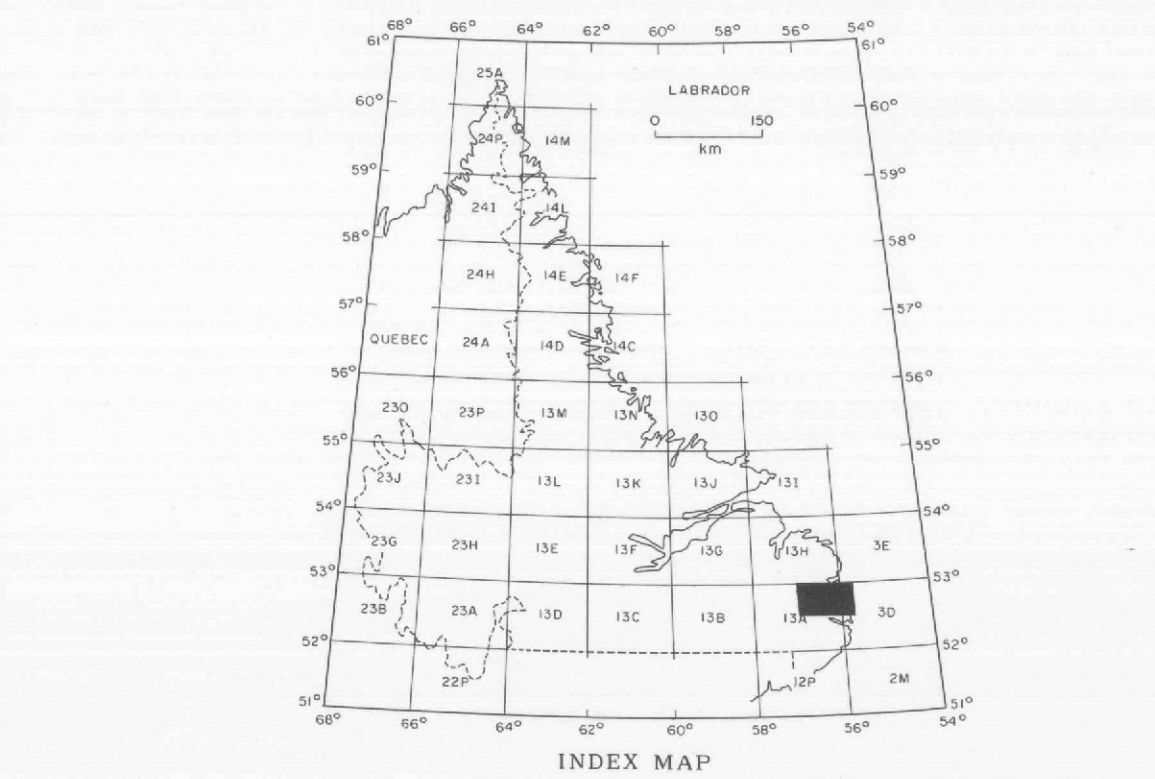 68° 66° 64° 62° 60° 58° 56° 54°
61° 61°
25A
LABRADOR
60° 60°
0 150
km
24P 14M
59° 59°
24I 14L
58° 58°
24H 14E 14F
57° 57°
QUEBEC 24A 14D 14C
56° 56°
23O 23P 13M 13N 13O
55° 55°
23J 23I 13L 13K 13J 13I
54° 54°
23G 23H 13E 13F 13G 13H 3E
53° 53°
23B 23A 13D 13C 13B 13A 3D
52° 52°
22P 12P 2M
51° 51°
68° 66° 64° 62° 60° 58° 56° 54°
INDEX MAP